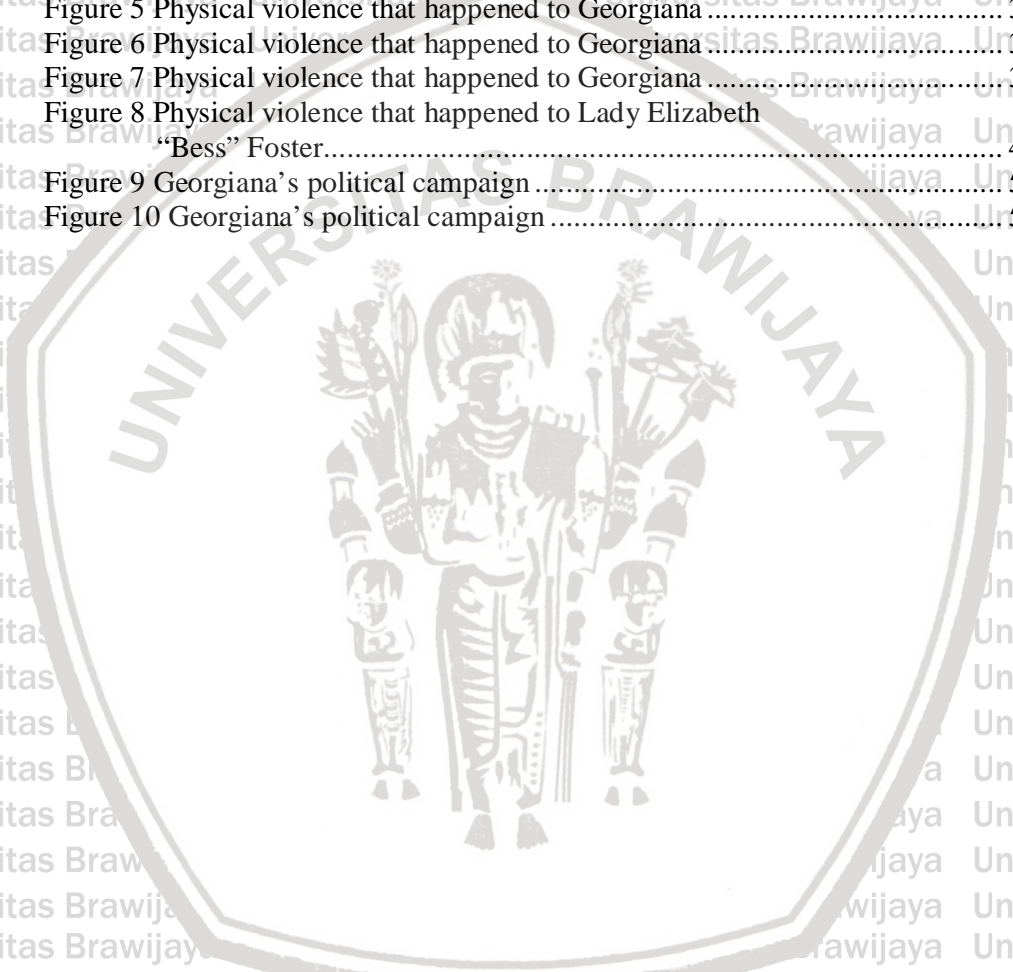 Figure 5 Physical violence that happened to Georgiana
Figure 6 Physical violence that happened to Georgiana
Figure 7 Physical violence that happened to Georgiana
Figure 8 Physical violence that happened to Lady Elizabeth
“Bess” Foster
Figure 9 Georgiana’s political campaign
Figure 10 Georgiana’s political campaign
UNIVERSITAS BRAWIJAYA